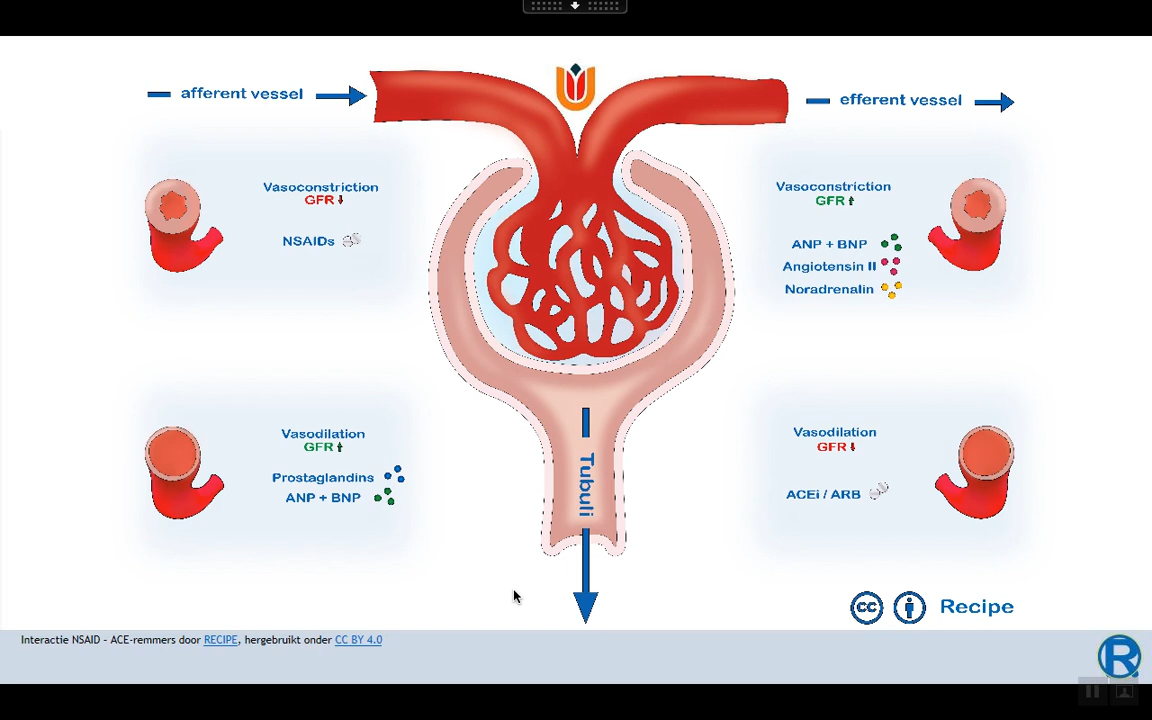 afferent vessel
efferent vessel
Vasoconstriction
GFR
NSAIDs
Vasoconstriction
GFR
ANP + BNP
Angiotensin II
Noradrenalin
Vasodilation
GFR
Prostaglandins
ANP + BNP
Tubuli
Vasodilation
GFR
ACEi / ARB
cc
Recipe
Interactie NSAID - ACE-remmers door RECIPE, hergebruikt onder CC BY 4.0
R